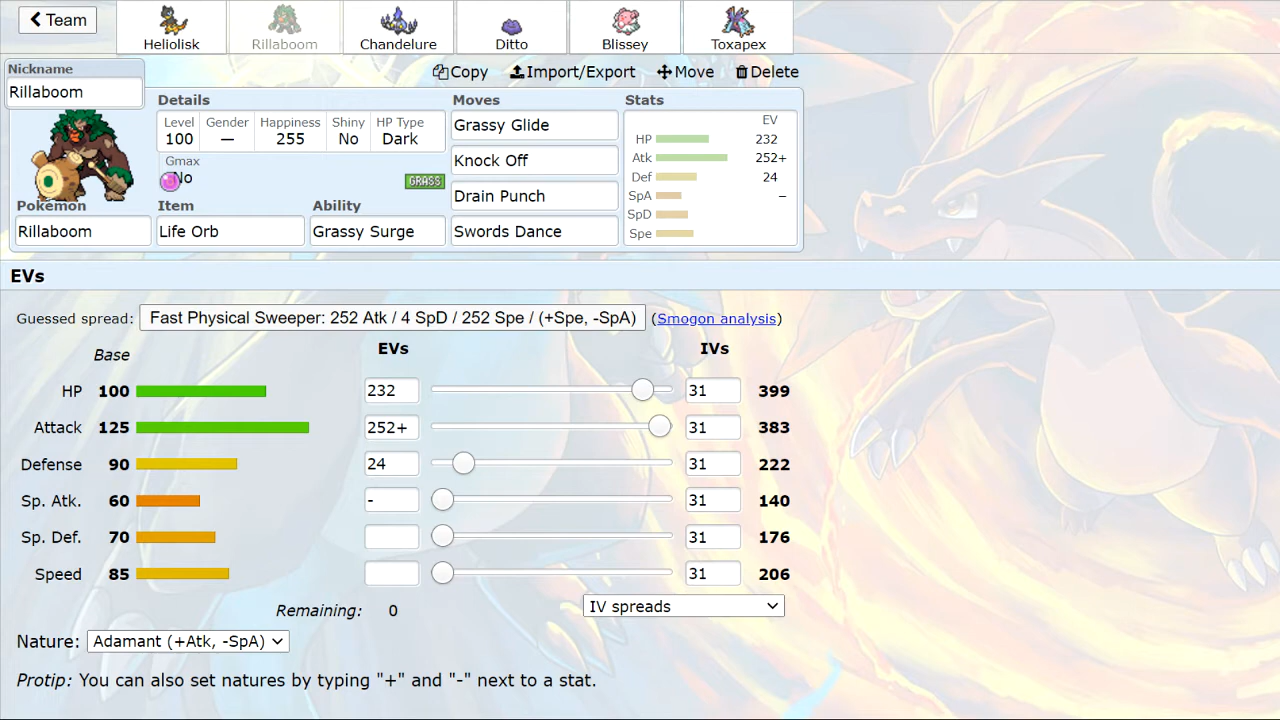 Team
Heliolisk
Rillaboom
Chandelure
Ditto
Blissey
Toxapex
Nickname
Rillaboom
Copy Import/Export Move Delete
Details
Level Gender Happiness Shiny HP Type
100 — 255 No Dark
Gmax
No
GRASS
Pokémon Item Ability
Rillaboom Life Orb Grassy Surge
Moves
Grassy Glide
Knock Off
Drain Punch
Swords Dance
Stats
EV
HP 232
Atk 252+
Def 24
SpA –
SpD
Spe
EVs
Guessed spread: Fast Physical Sweeper: 252 Atk / 4 SpD / 252 Spe / (+Spe, -SpA) (Smogon analysis)
Base EVs IVs
HP 100 232 31 399
Attack 125 252+ 31 383
Defense 90 24 31 222
Sp. Atk. 60 - 31 140
Sp. Def. 70 31 176
Speed 85 31 206
Remaining: 0 IV spreads
Nature: Adamant (+Atk, -SpA)
Protip: You can also set natures by typing "+" and "-" next to a stat.